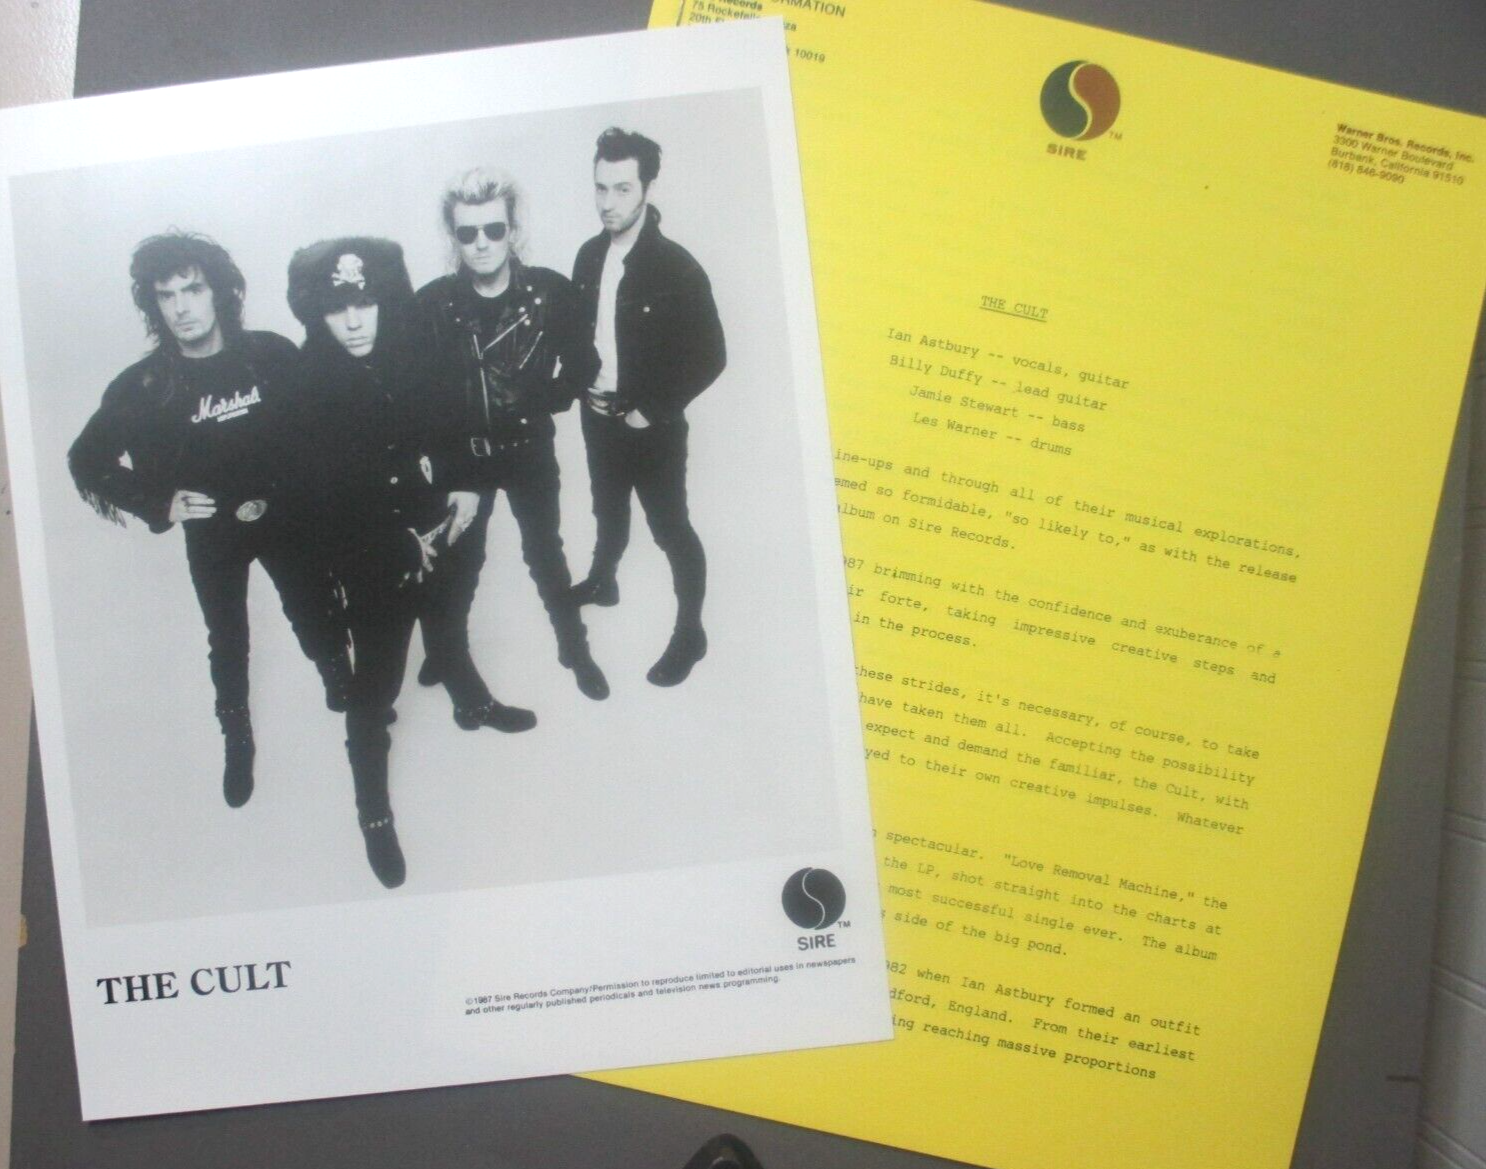 Marshall
THE CULT
SIRE
TM
©1987 Sire Records Company/Permission to reproduce limited to editorial uses in newspapers
and other regularly published periodicals and television news programming.
Records
75 Rockefeller
20th
10019
SIRE
TM
Warner Bros. Records, Inc.
3300 Warner Boulevard
Burbank, California 91510
(818) 846-9090
THE CULT
Ian Astbury -- vocals, guitar
Billy Duffy -- lead guitar
Jamie Stewart -- bass
Les Warner -- drums
ine-ups and through all of their musical explorations,
emed so formidable, "so likely to," as with the release
album on Sire Records.
987 brimming with the confidence and exuberance of a
ir forte, taking impressive creative steps and
in the process.
these strides, it's necessary, of course, to take
have taken them all. Accepting the possibility
expect and demand the familiar, the Cult, with
yed to their own creative impulses. Whatever
spectacular. "Love Removal Machine," the
the LP, shot straight into the charts at
most successful single ever. The album
s side of the big pond.
982 when Ian Astbury formed an outfit
dford, England. From their earliest
ing reaching massive proportions